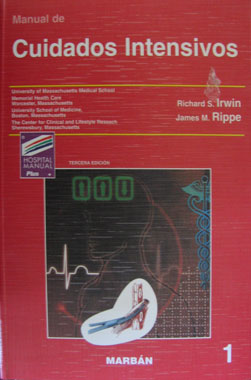 Manual de
Cuidados Intensivos
University of Massachusetts Medical School
Memorial Health Care
Worcester, Massachusetts
University School of Medicine,
Boston, Massachusetts
The Center for Clinical and Lifestyle Research,
Shrewsbury, Massachusetts
Richard S. Irwin
James M. Rippe
HOSPITAL
MANUAL
Plus
TERCERA EDICIÓN
MARBÁN
1